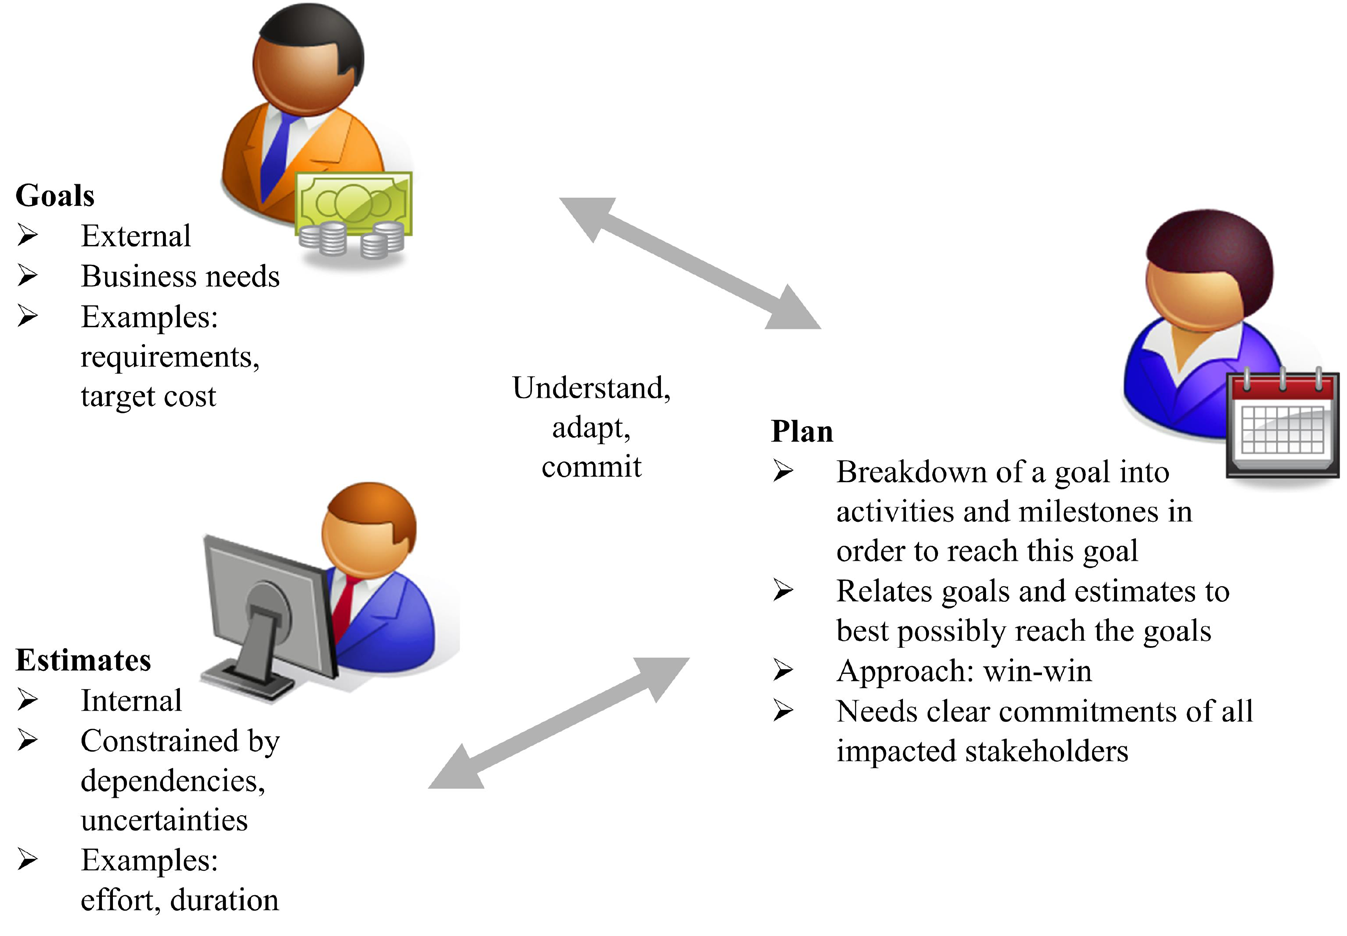 Goals
➢ External
➢ Business needs
➢ Examples:
requirements,
target cost
Understand,
adapt,
commit
Estimates
➢ Internal
➢ Constrained by
dependencies,
uncertainties
➢ Examples:
effort, duration
Plan
➢ Breakdown of a goal into
activities and milestones in
order to reach this goal
➢ Relates goals and estimates to
best possibly reach the goals
➢ Approach: win-win
➢ Needs clear commitments of all
impacted stakeholders